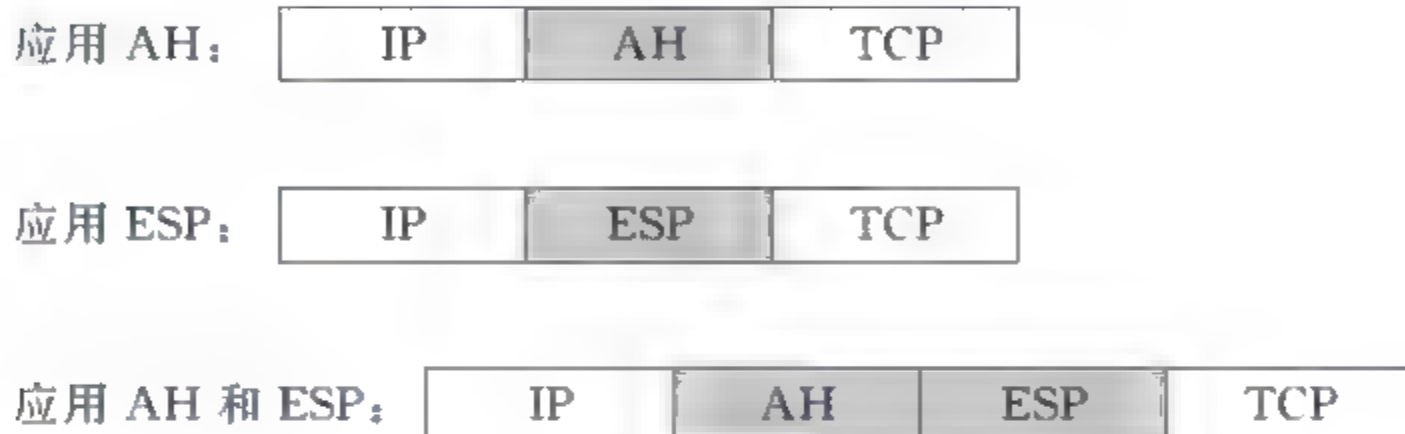 应用 AH： IP AH TCP
应用 ESP： IP ESP TCP
应用 AH 和 ESP： IP AH ESP TCP